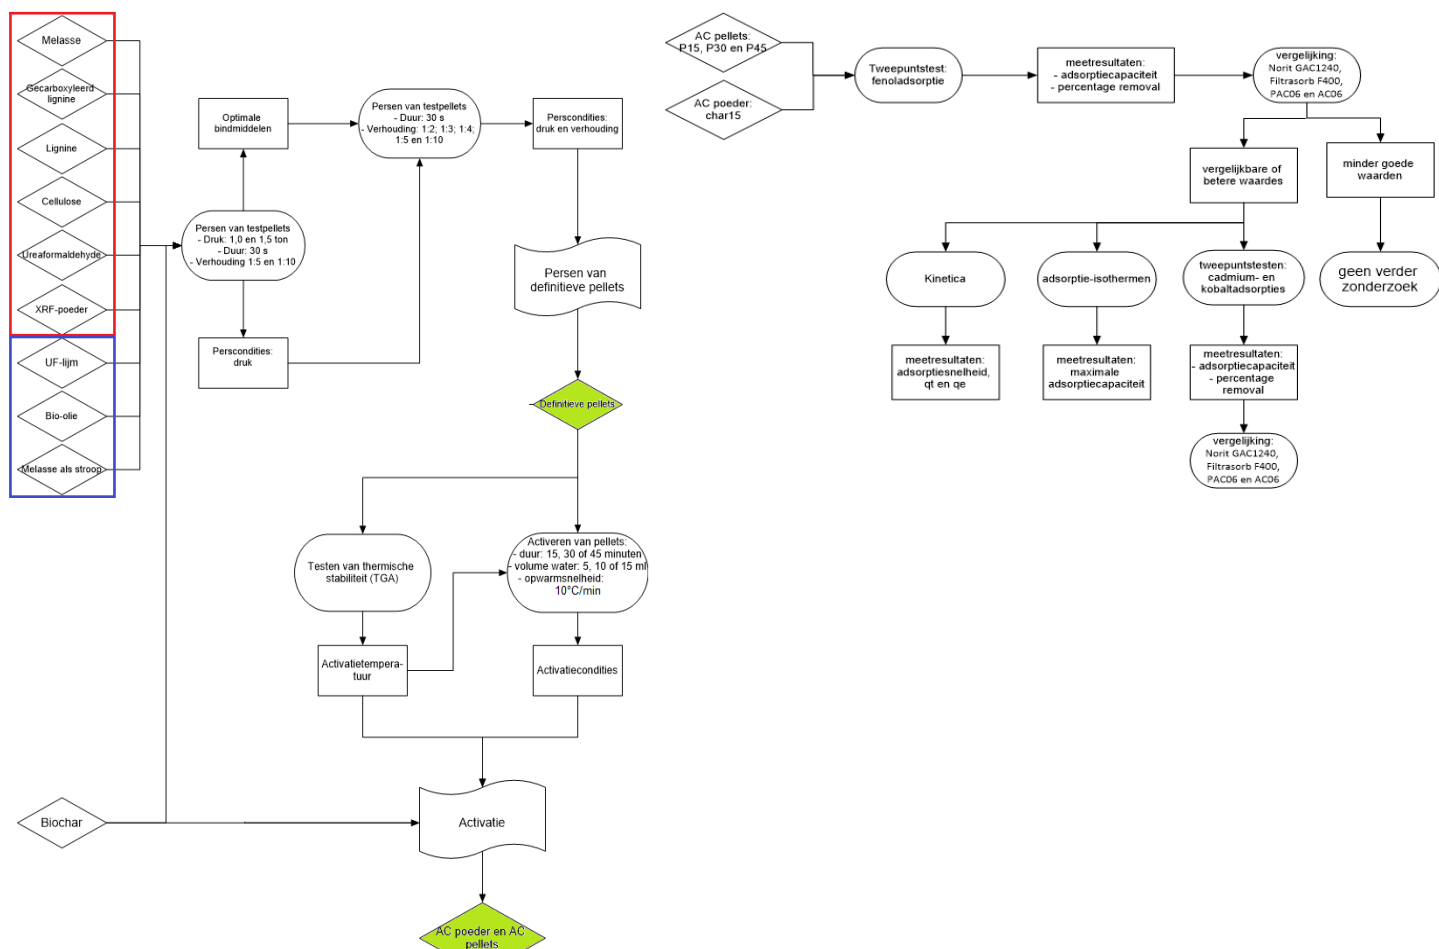 Melasse
Gecarboxyleerd
lignine
Lignine
Cellulose
Ureaformaldehyde
XRF-poeder
UF-lijm
Bio-olie
Melasse als stroop
Biochar
Persen van testpellets
- Druk: 1,0 en 1,5 ton
- Duur: 30 s
- Verhouding 1:5 en 1:10
Optimale
bindmiddelen
Perscondities:
druk
Persen van testpellets
- Duur: 30 s
- Verhouding: 1:2; 1:3; 1:4;
1:5 en 1:10
Perscondities:
druk en verhouding
Persen van
definitieve pellets
Definitieve pellets
Testen van thermische
stabiliteit (TGA)
Activeren van pellets:
- duur: 15, 30 of 45 minuten
- volume water: 5, 10 of 15 ml
- opwarmsnelheid:
10°C/min
Activatietempera-
tuur
Activatiecondities
Activatie
AC poeder en AC
pellets
AC pellets:
P15, P30 en P45
AC poeder:
char15
Tweepuntstest:
fenoladsorptie
meetresultaten:
- adsorptiecapaciteit
- percentage removal
vergelijking:
Norit GAC1240,
Filtrasorb F400,
PAC06 en AC06
vergelijkbare of
betere waardes
minder goede
waarden
Kinetica
adsorptie-isothermen
tweepuntstesten:
cadmium- en
kobaltadsorpties
geen verder
zonderzoek
meetresultaten:
adsorptiesnelheid,
qt en qe
meetresultaten:
maximale
adsorptiecapaciteit
meetresultaten:
- adsorptiecapaciteit
- percentage
removal
vergelijking:
Norit GAC1240,
Filtrasorb F400,
PAC06 en AC06